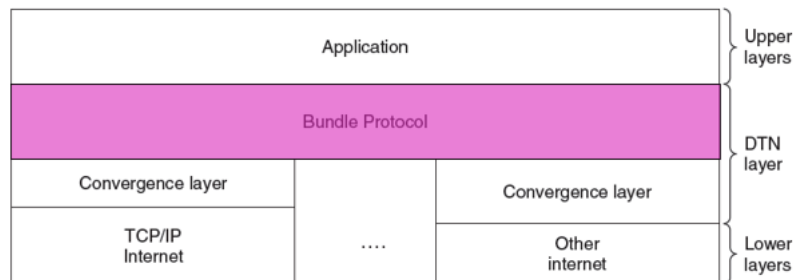 Application
Upper
layers
Bundle Protocol
DTN
layer
Convergence layer
Convergence layer
TCP/IP
Internet
....
Other
internet
Lower
layers